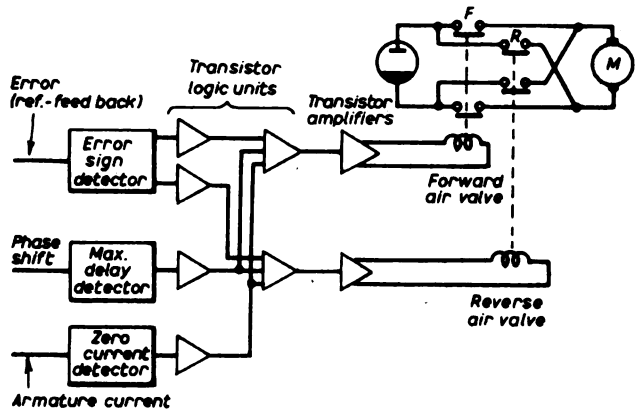 F
R
M
Error
(ref.-feed back)
Transistor
logic units
Transistor
amplifiers
Error
sign
detector
Forward
air valve
Phase
shift
Max.
delay
detector
Reverse
air valve
Zero
current
detector
Armature current